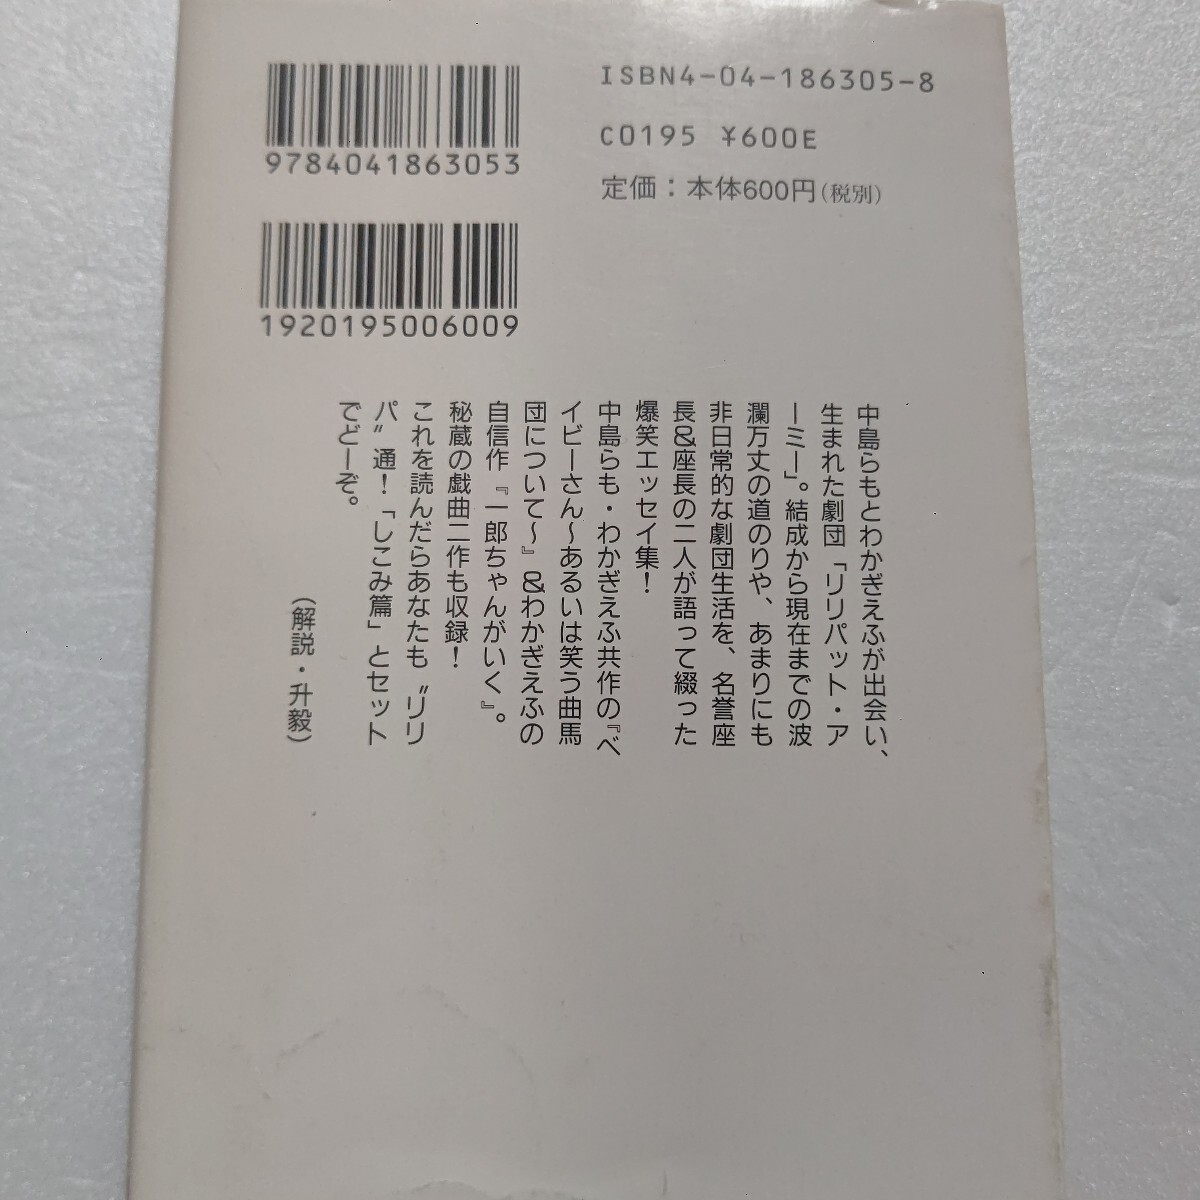 9784041863053
1920195006009
ISBN4-04-186305-8
C0195 ¥600E
定価：本体600円（税別）
中島らもとわかぎえふが出会い、
生まれた劇団「リリパット・ア
ーミー」。結成から現在までの波
瀾万丈の道のりや、あまりにも
非日常的な劇団生活を、名誉座
長&座長の二人が語って綴った
爆笑エッセイ集！
中島らも・わかぎえふ共作の『ベ
イビーさん〜あるいは笑う曲馬
団について〜』&わかぎえふの
自信作『一郎ちゃんがいく』。
秘蔵の戯曲二作も収録！
これを読んだらあなたも〝リリ
パ〟通！「しこみ篇」とセット
でどーぞ。
（解説・升毅）